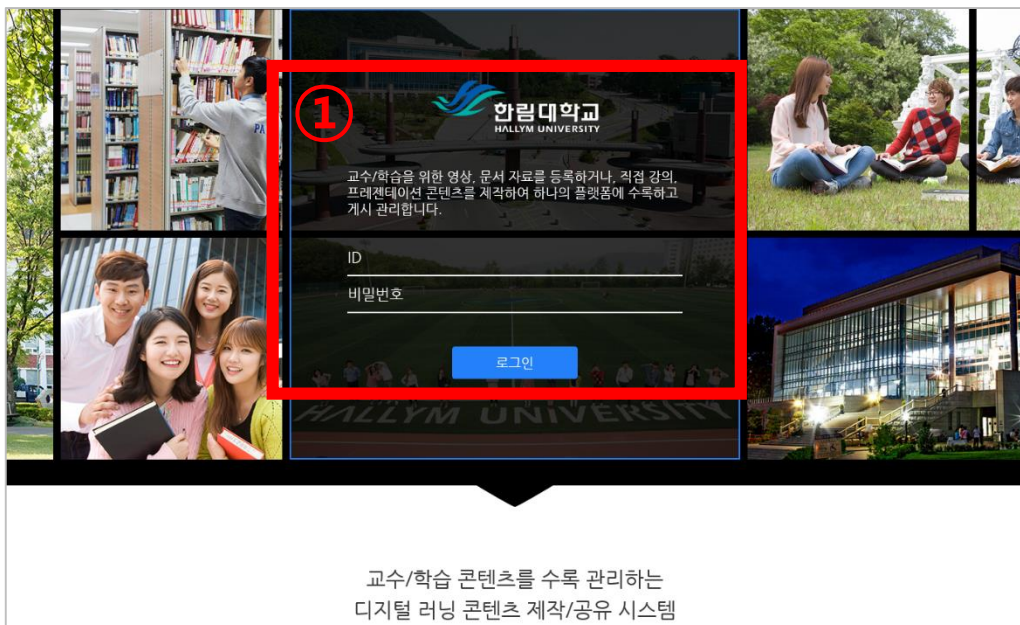 ①
한림대학교
HALLYM UNIVERSITY
교수/학습을 위한 영상, 문서 자료를 등록하거나, 직접 강의,
프레젠테이션 콘텐츠를 제작하여 하나의 플랫폼에 수록하고
게시 관리합니다.
ID
비밀번호
로그인
HALLYM UNIVERSITY
교수/학습 콘텐츠를 수록 관리하는
디지털 러닝 콘텐츠 제작/공유 시스템